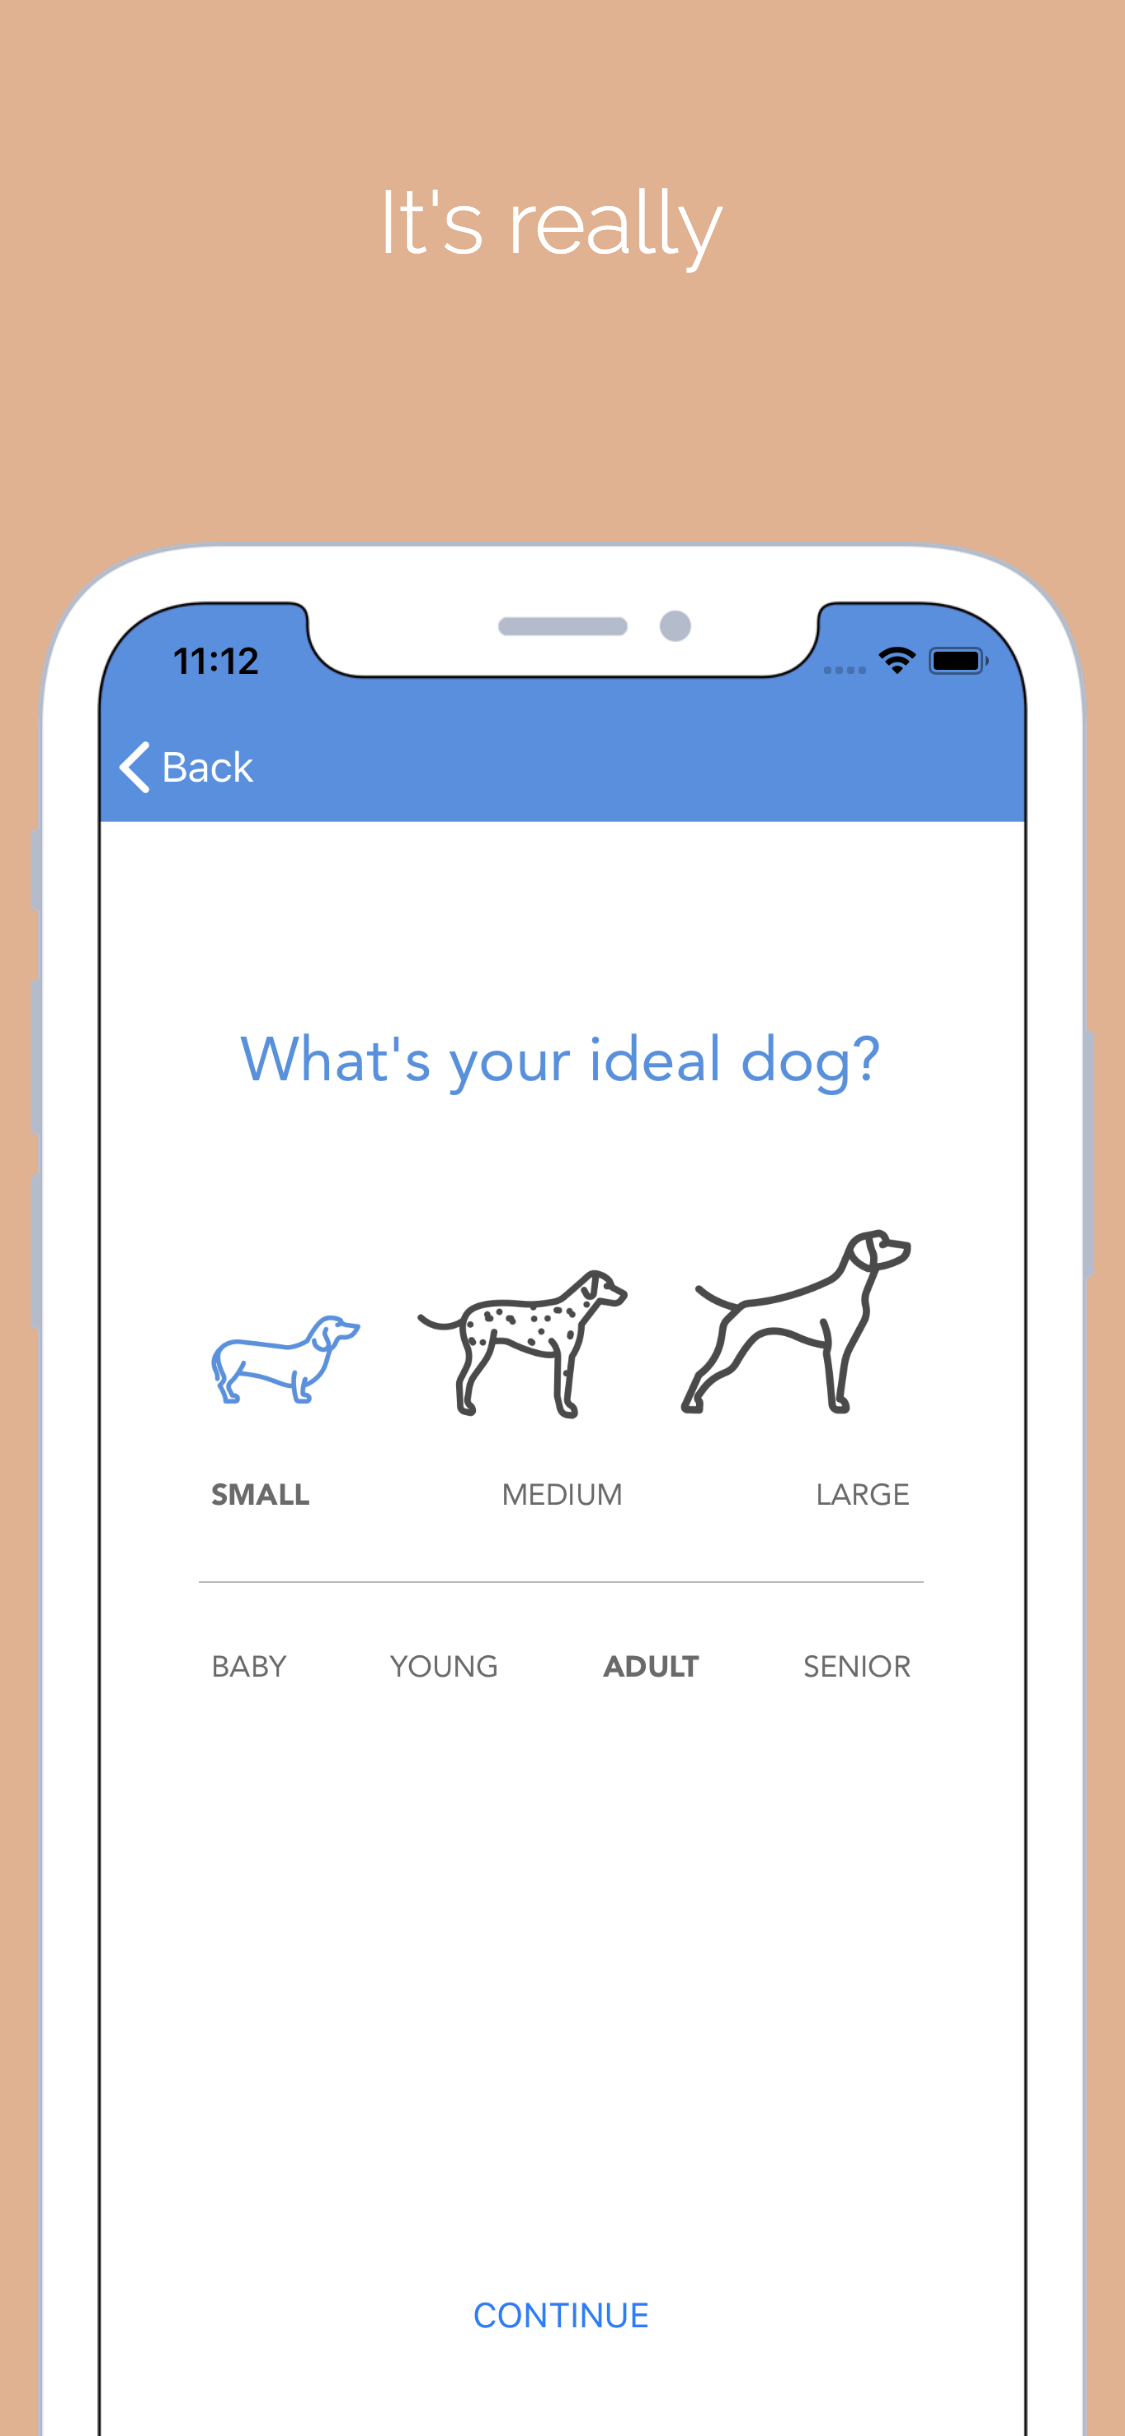 It's really
11:12
Back
What's your ideal dog?
SMALL MEDIUM LARGE
BABY YOUNG ADULT SENIOR
CONTINUE